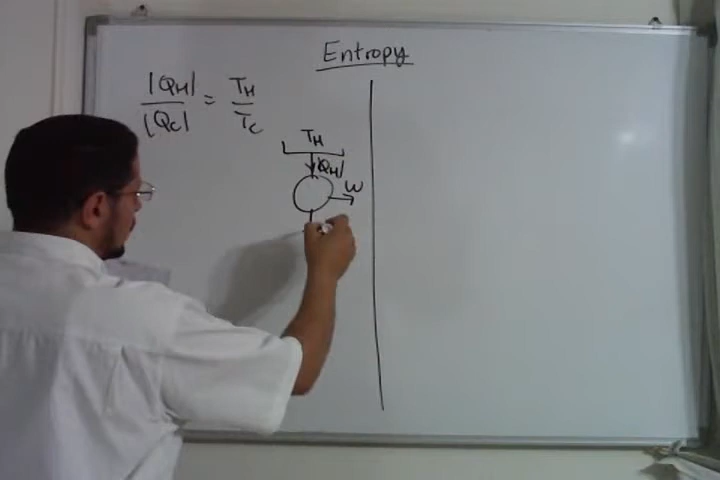 Entropy
|QH| / |QC| = TH / TC
TH
|QH|
W